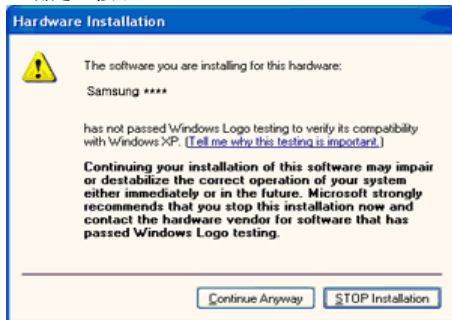 Hardware Installation
The software you are installing for this hardware:
Samsung ****
has not passed Windows Logo testing to verify its compatibility
with Windows XP. (Tell me why this testing is important.)
Continuing your installation of this software may impair
or destabilize the correct operation of your system
either immediately or in the future. Microsoft strongly
recommends that you stop this installation now and
contact the hardware vendor for software that has
passed Windows Logo testing.
Continue Anyway STOP Installation